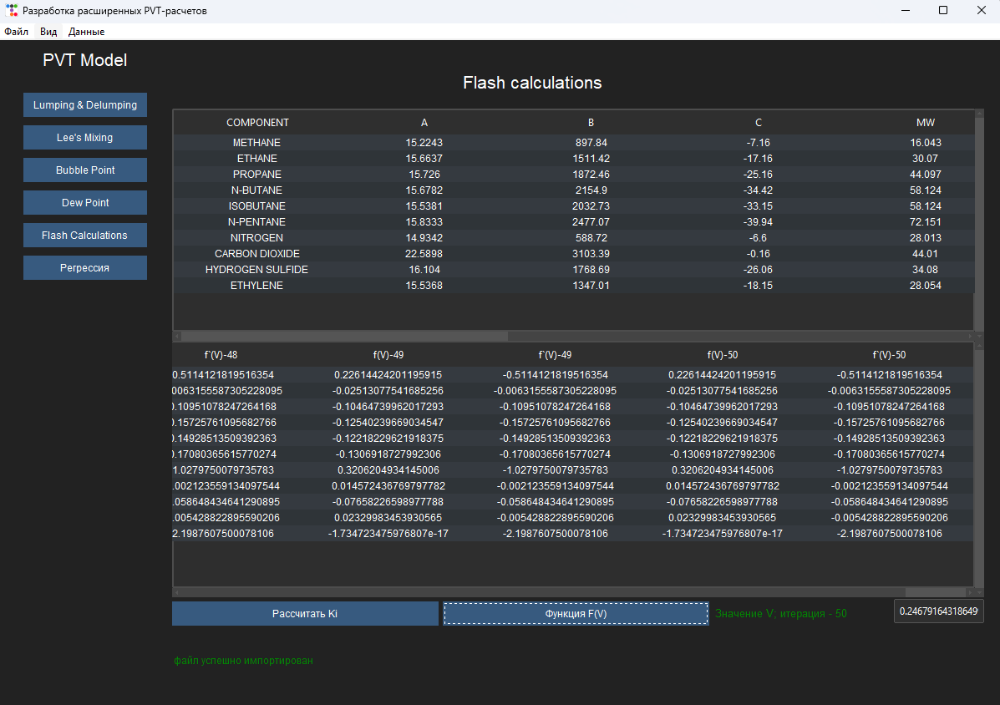 Разработка расширенных PVT-расчетов
Файл Вид Данные
PVT Model
Lumping & Delumping
Lee's Mixing
Bubble Point
Dew Point
Flash Calculations
Регрессия
Flash calculations
COMPONENT A B C MW
METHANE 15.2243 897.84 -7.16 16.043
ETHANE 15.6637 1511.42 -17.16 30.07
PROPANE 15.726 1872.46 -25.16 44.097
N-BUTANE 15.6782 2154.9 -34.42 58.124
ISOBUTANE 15.5381 2032.73 -33.15 58.124
N-PENTANE 15.8333 2477.07 -39.94 72.151
NITROGEN 14.9342 588.72 -6.6 28.013
CARBON DIOXIDE 22.5898 3103.39 -0.16 44.01
HYDROGEN SULFIDE 16.104 1768.69 -26.06 34.08
ETHYLENE 15.5368 1347.01 -18.15 28.054
f`(V)-48 f(V)-49 f`(V)-49 f(V)-50 f`(V)-50
0.5114121819516354 0.22614424201195915 -0.5114121819516354 0.22614424201195915 -0.5114121819516354
0063155587305228095 -0.02513077541685256 -0.0063155587305228095 -0.02513077541685256 -0.0063155587305228095
.10951078247264168 -0.10464739962017293 -0.10951078247264168 -0.10464739962017293 -0.10951078247264168
.15725761095682766 -0.12540239669034547 -0.15725761095682766 -0.12540239669034547 -0.15725761095682766
.14928513509392363 -0.12218229621918375 -0.14928513509392363 -0.12218229621918375 -0.14928513509392363
.17080365615770274 -0.1306918727992306 -0.17080365615770274 -0.1306918727992306 -0.17080365615770274
1.0279750079735783 0.3206204934145006 -1.0279750079735783 0.3206204934145006 -1.0279750079735783
.002123559134097544 0.014572436769797782 -0.002123559134097544 0.014572436769797782 -0.002123559134097544
.058648434641290895 -0.07658226598977788 -0.058648434641290895 -0.07658226598977788 -0.058648434641290895
.005428822895590206 0.02329983453930565 -0.005428822895590206 0.02329983453930565 -0.005428822895590206
2.1987607500078106 -1.734723475976807e-17 -2.1987607500078106 -1.734723475976807e-17 -2.1987607500078106
Рассчитать Ki Функция F(V) Значение V; итерация - 50 0.24679164318649
файл успешно импортирован